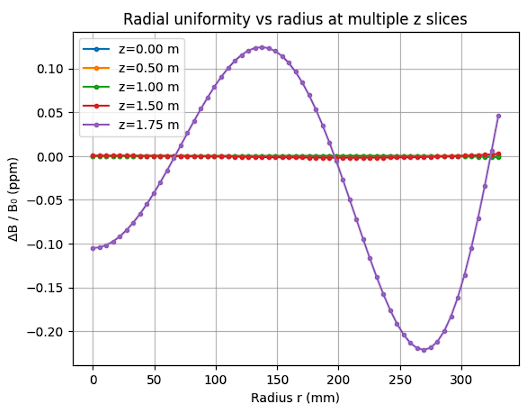 Radial uniformity vs radius at multiple z slices
z=0.00 m
z=0.50 m
z=1.00 m
z=1.50 m
z=1.75 m
0.10
0.05
0.00
−0.05
−0.10
−0.15
−0.20
ΔB / B₀ (ppm)
0 50 100 150 200 250 300
Radius r (mm)